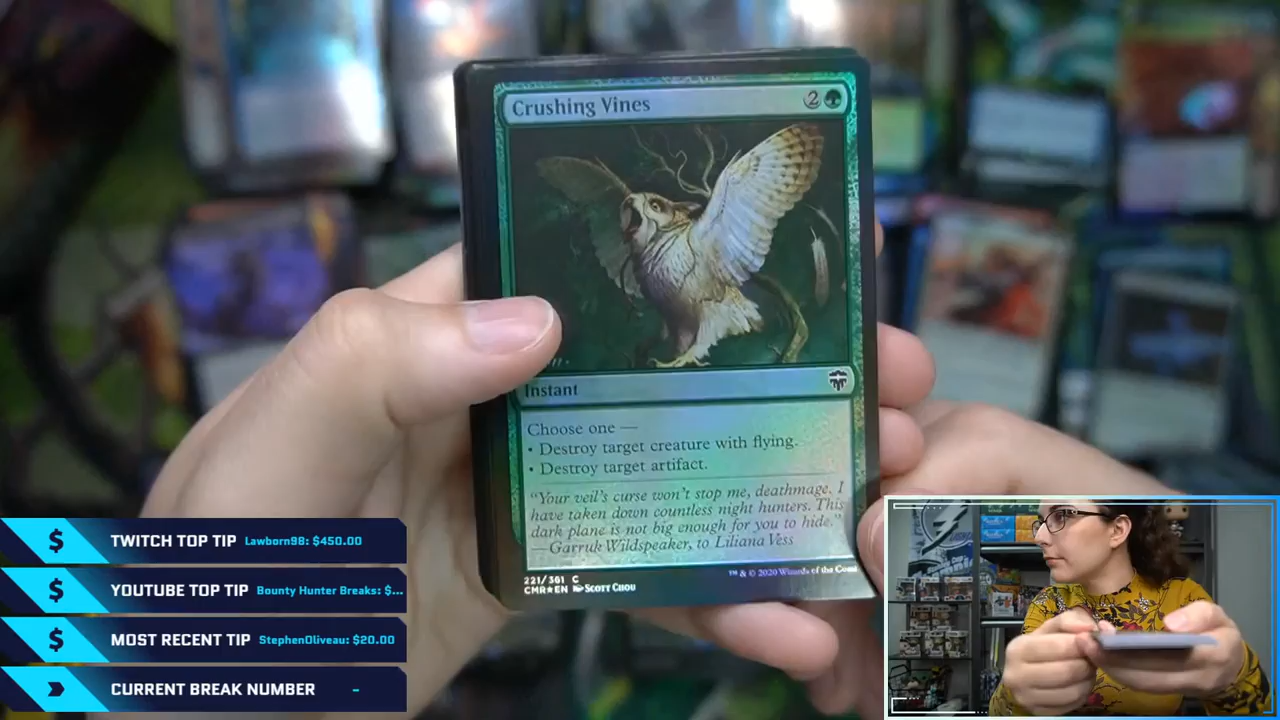 Crushing Vines 2
Instant
Choose one —
• Destroy target creature with flying.
• Destroy target artifact.
"Your veil's curse won't stop me, deathmage. I
have taken down countless night hunters. This
dark plane is not big enough for you to hide."
—Garruk Wildspeaker, to Liliana Vess
221/361 C
CMR★EN Scott Chou
™ & © 2020 Wizards of the
$ TWITCH TOP TIP Lawborn98: $450.00
$ YOUTUBE TOP TIP Bounty Hunter Breaks: $...
$ MOST RECENT TIP StephenOliveau: $20.00
CURRENT BREAK NUMBER -